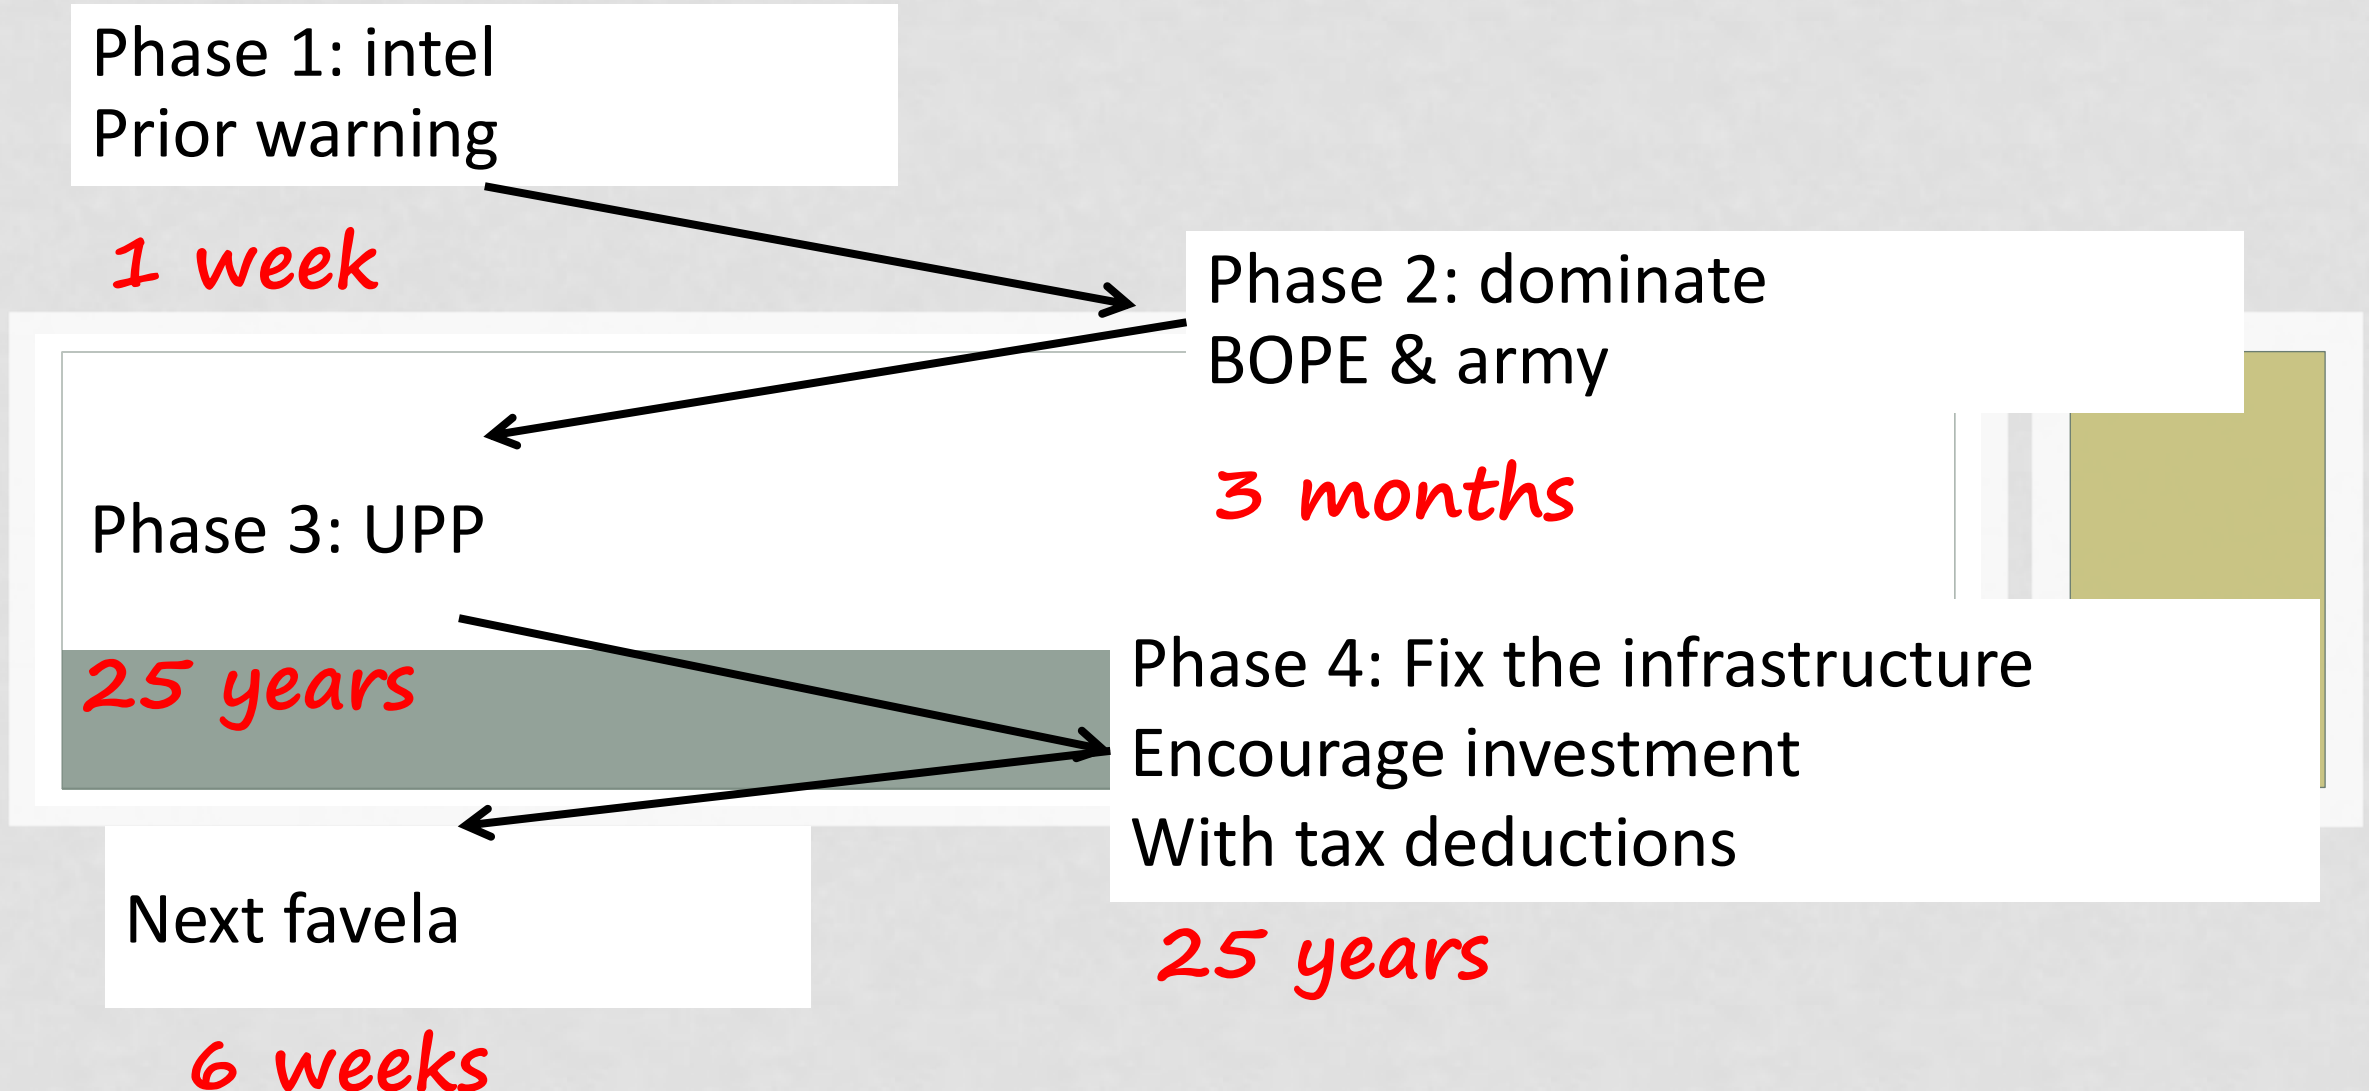 Phase 1: intel
Prior warning
1 week
Phase 2: dominate
BOPE & army
3 months
Phase 3: UPP
25 years
Phase 4: Fix the infrastructure
Encourage investment
With tax deductions
25 years
Next favela
6 weeks